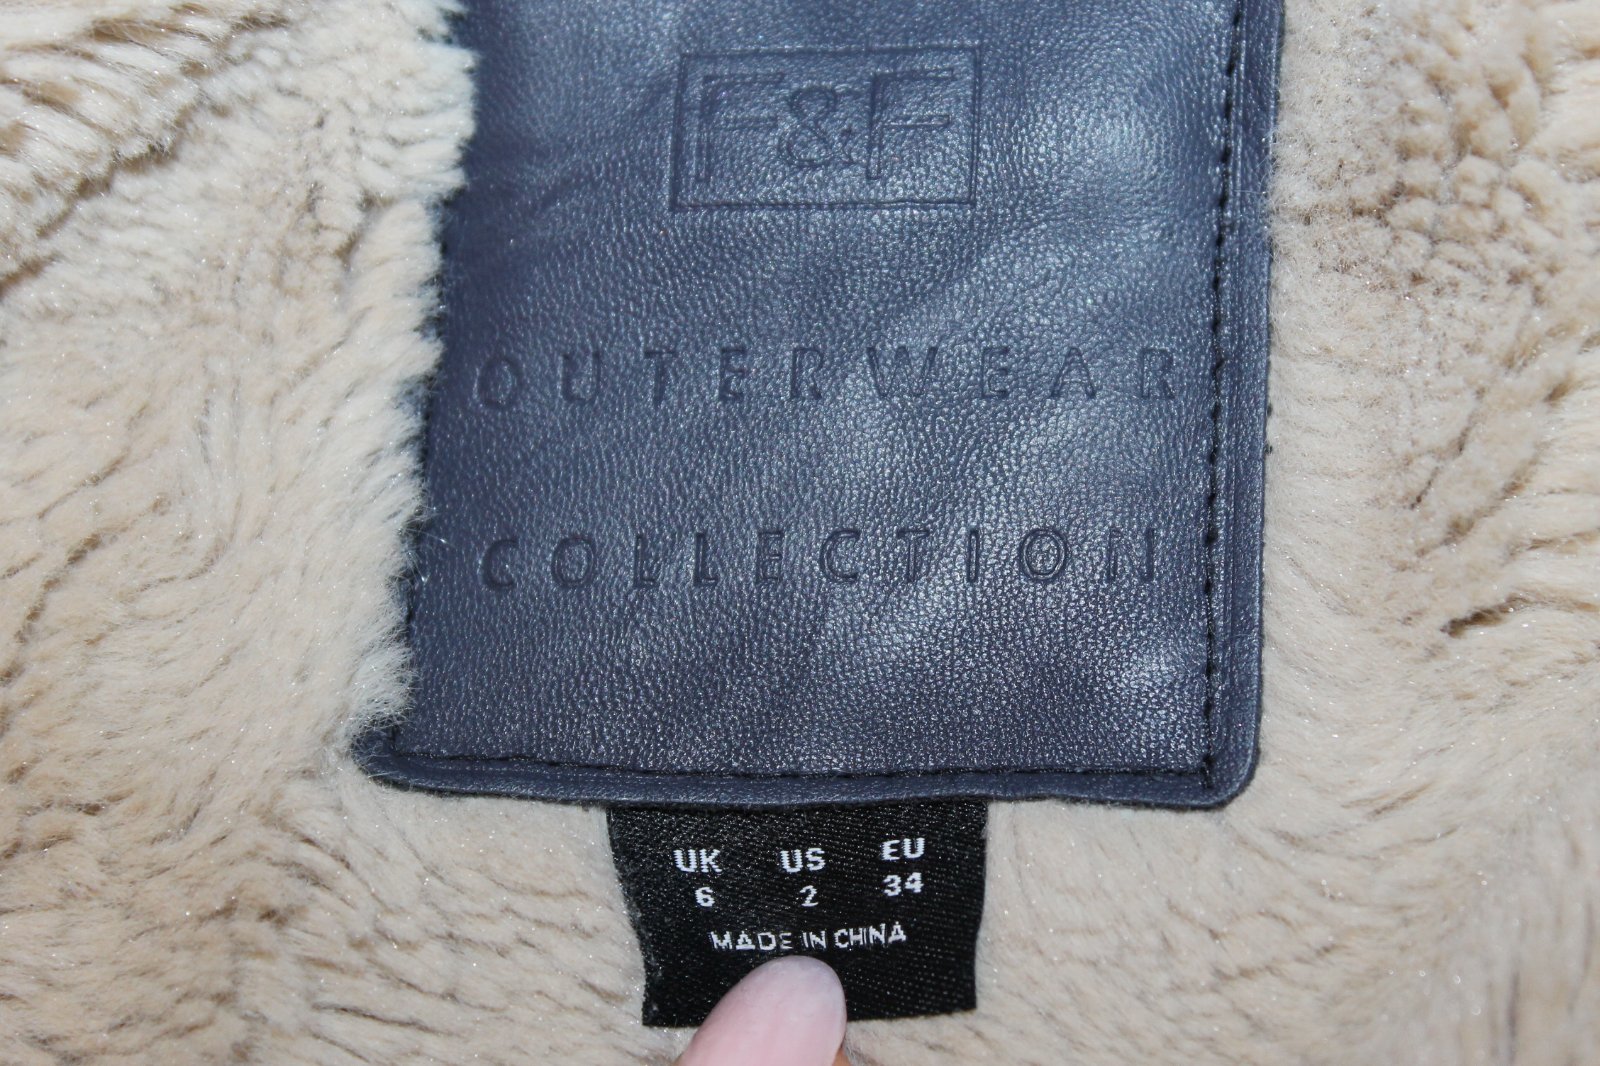 F&F
OUTERWEAR
COLLECTION
UK US EU
6 2 34
MADE IN CHINA